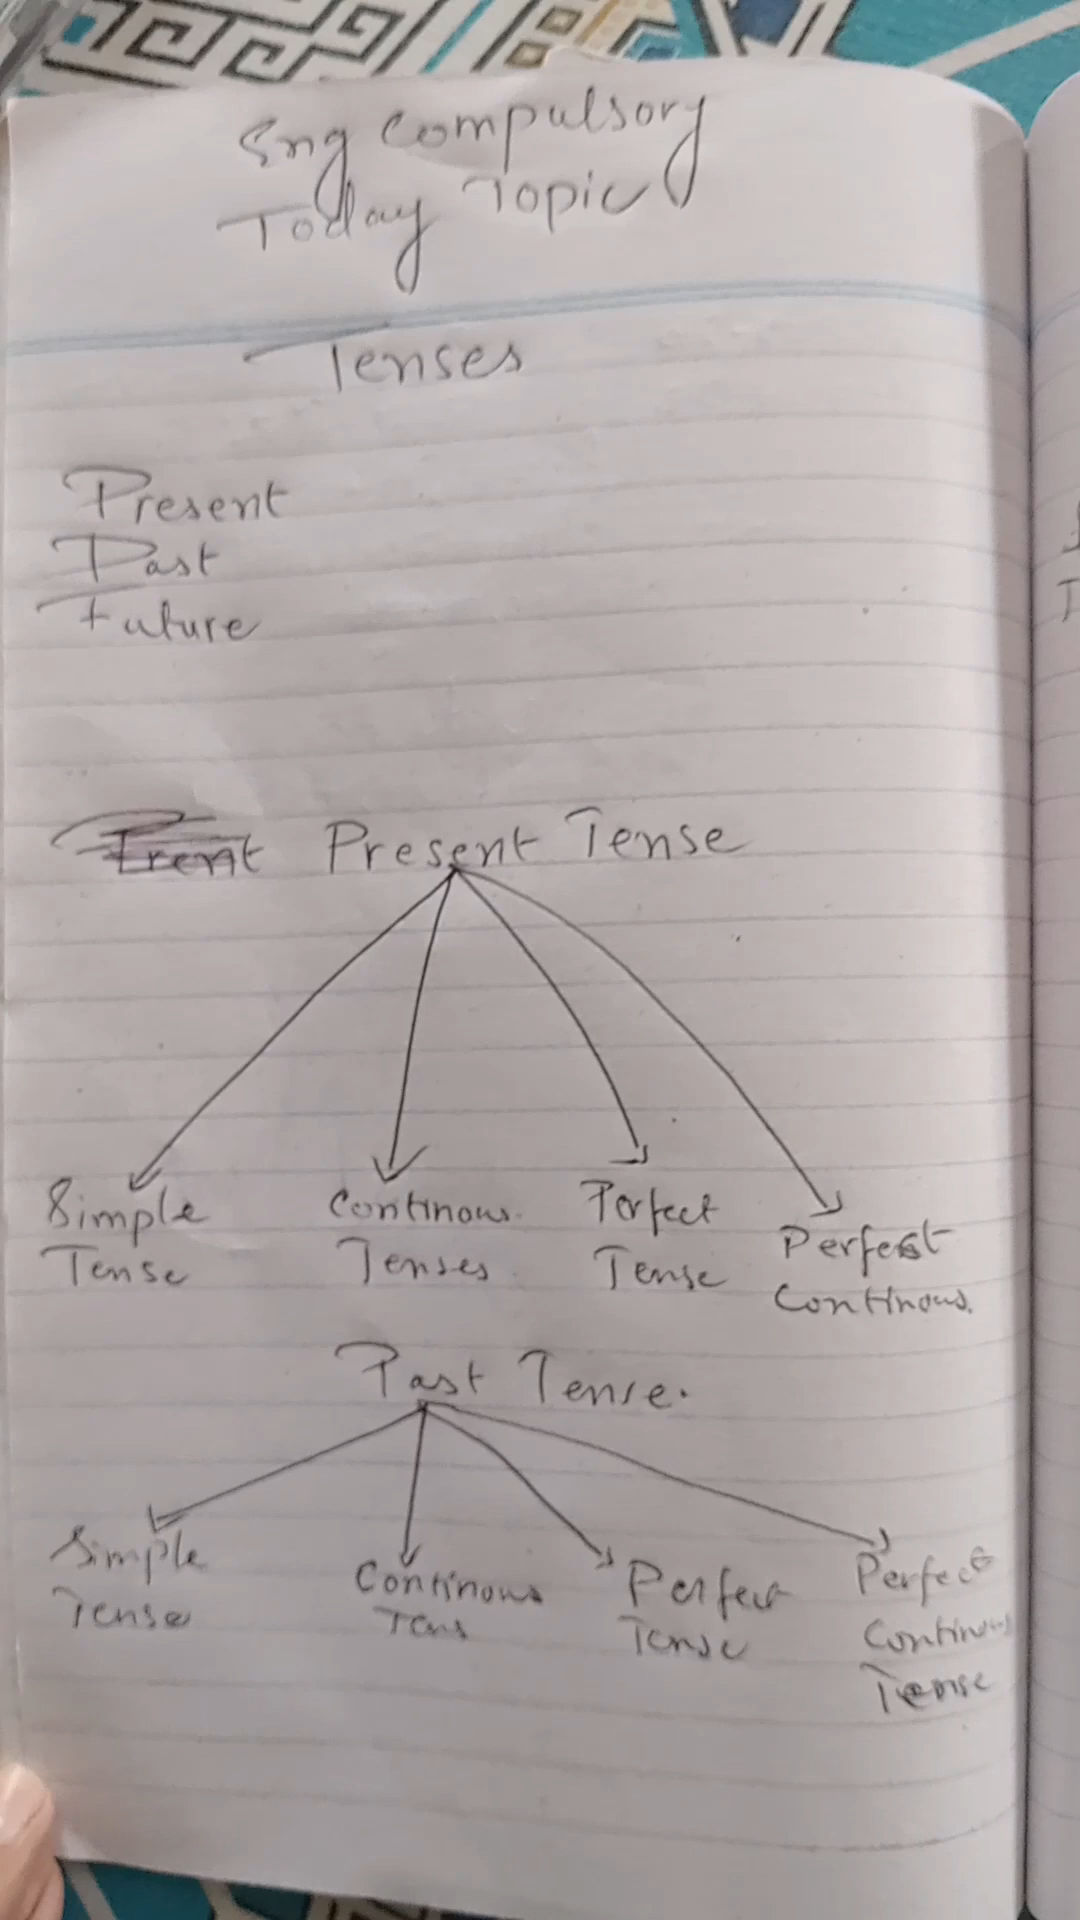 Eng Compulsory
Today Topic
Tenses
Present
Past
Future
Present Tense
Simple
Tense
Continous
Tenses
Perfect
Tense
Perfect
Continous.
Past Tense.
Simple
Tense
Continous
Tens
Perfect
Tense
Perfect
Continous
Tense